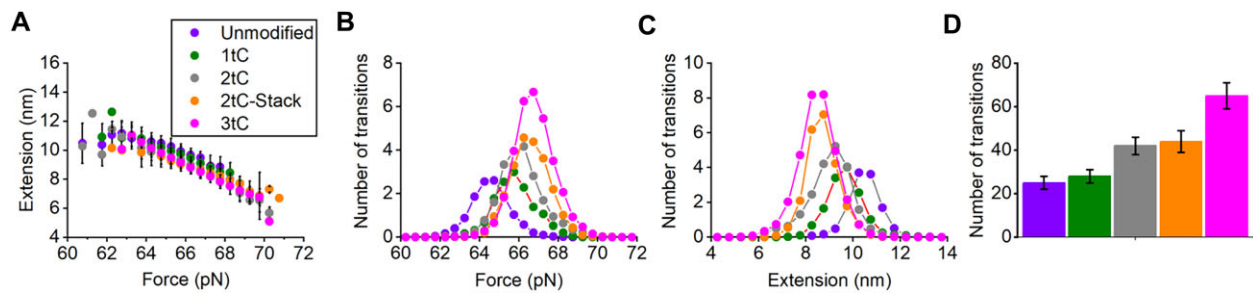 A
Extension (nm)
16
14
12
10
8
6
4
60 62 64 66 68 70 72
Force (pN)
Unmodified
1tC
2tC
2tC-Stack
3tC
B
Number of transitions
8
6
4
2
0
60 62 64 66 68 70 72
Force (pN)
C
Number of transitions
10
8
6
4
2
0
4 6 8 10 12 14
Extension (nm)
D
Number of transitions
80
60
40
20
0